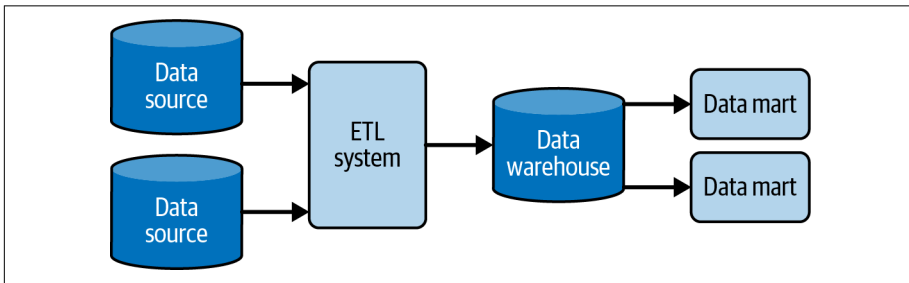 Data
source
Data
source
ETL
system
Data
warehouse
Data mart
Data mart